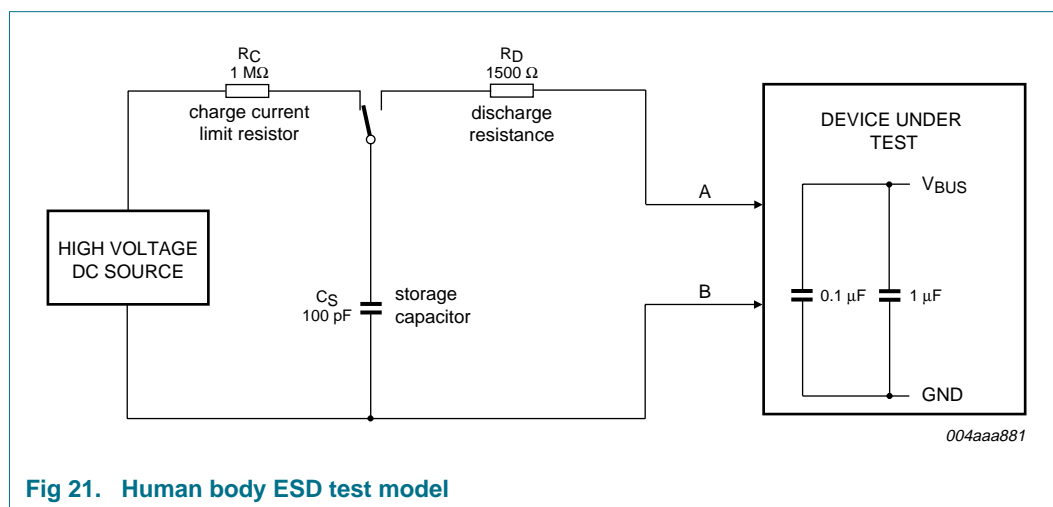 RC
1 MΩ
charge current
limit resistor
RD
1500 Ω
discharge
resistance
DEVICE UNDER
TEST
VBUS
A
HIGH VOLTAGE
DC SOURCE
B
CS
100 pF
storage
capacitor
0.1 μF
1 μF
GND
004aaa881
Fig 21. Human body ESD test model